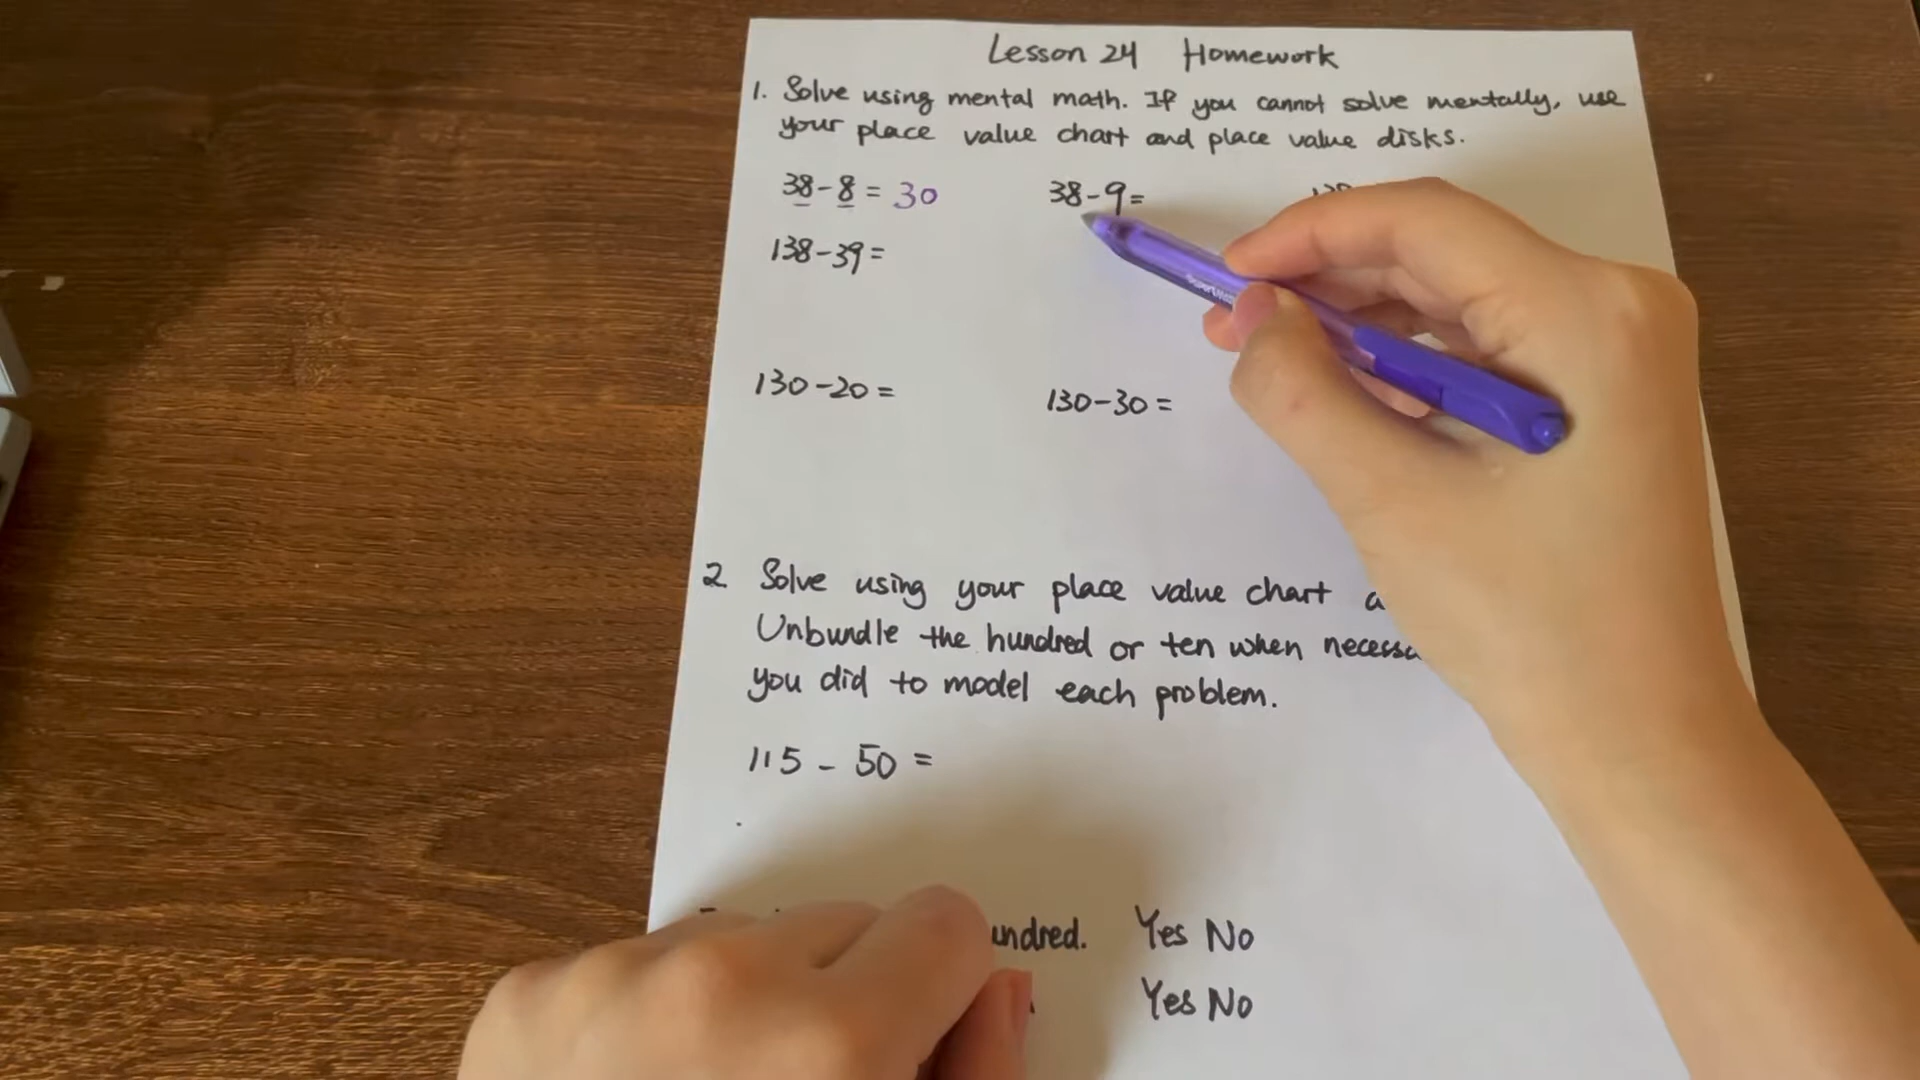 Lesson 24 Homework
1. Solve using mental math. If you cannot solve mentally, use
your place value chart and place value disks.
38-8 = 30
38-9=
138-39=
130-20=
130-30=
2 Solve using your place value chart
Unbundle the hundred or ten when
you did to model each problem.
115 - 50 =
Yes No
Yes No